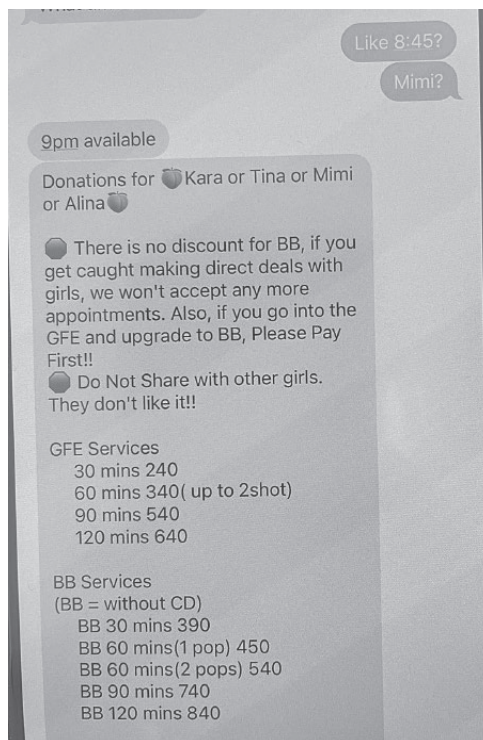 Like 8:45?
Mimi?
9pm available
Donations for 🍑Kara or Tina or Mimi
or Alina🍑
🛑 There is no discount for BB, if you
get caught making direct deals with
girls, we won't accept any more
appointments. Also, if you go into the
GFE and upgrade to BB, Please Pay
First!!
🛑 Do Not Share with other girls.
They don't like it!!
GFE Services
30 mins 240
60 mins 340( up to 2shot)
90 mins 540
120 mins 640
BB Services
(BB = without CD)
BB 30 mins 390
BB 60 mins(1 pop) 450
BB 60 mins(2 pops) 540
BB 90 mins 740
BB 120 mins 840